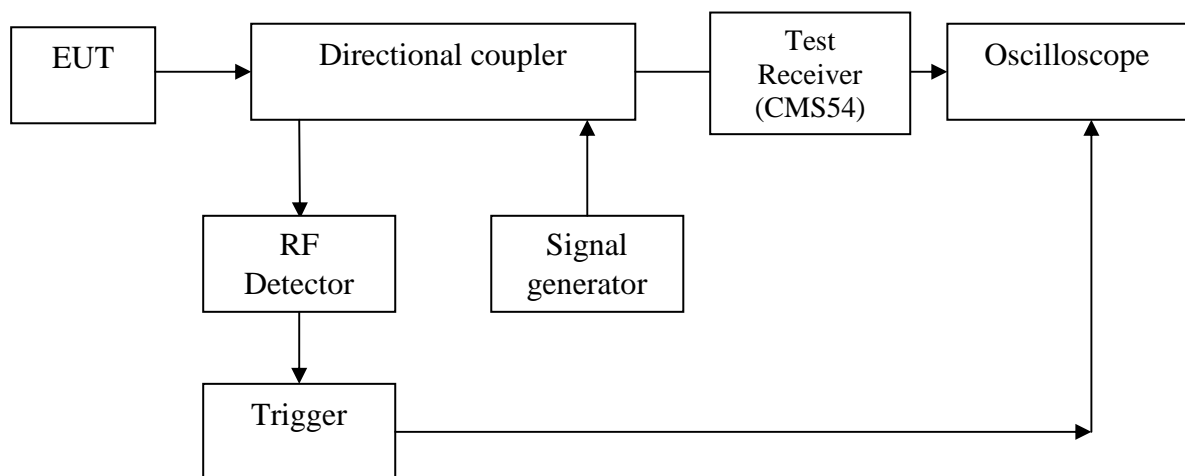 EUT
Directional coupler
Test
Receiver
(CMS54)
Oscilloscope
RF
Detector
Signal
generator
Trigger